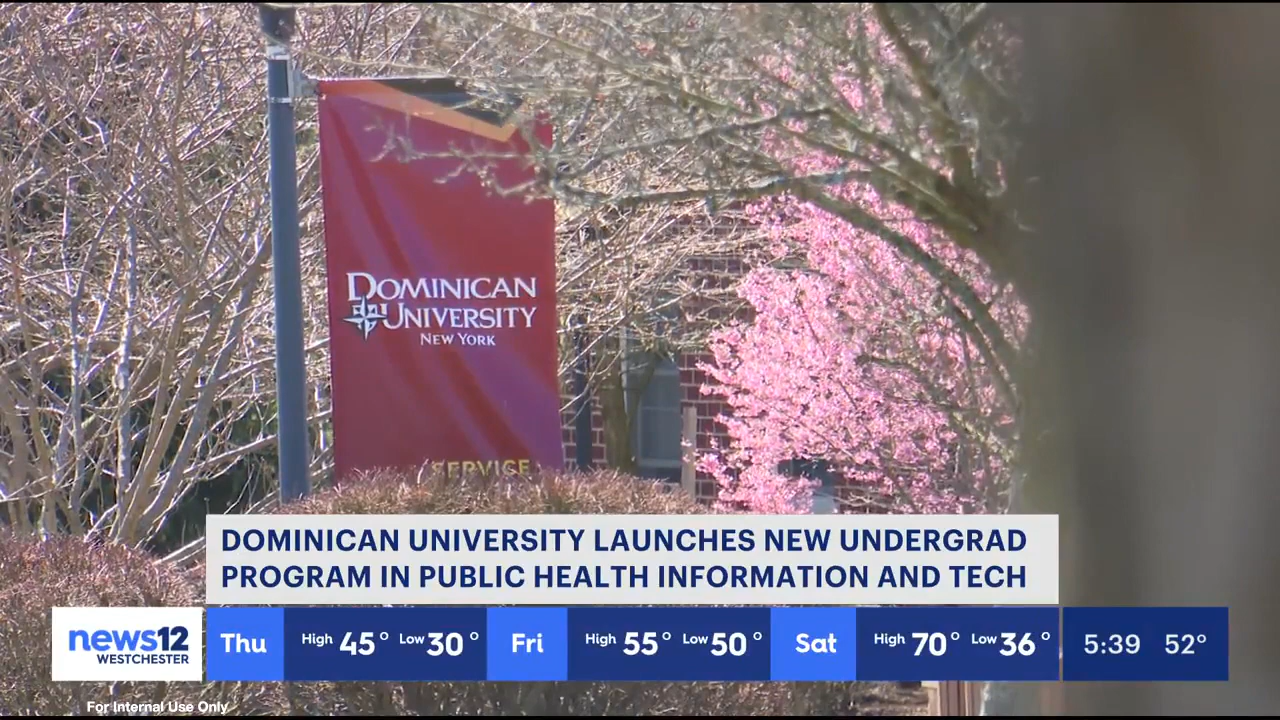 DOMINICAN
UNIVERSITY
NEW YORK
SERVICE
DOMINICAN UNIVERSITY LAUNCHES NEW UNDERGRAD
PROGRAM IN PUBLIC HEALTH INFORMATION AND TECH
news12
WESTCHESTER
Thu High 45° Low 30° Fri High 55° Low 50° Sat High 70° Low 36° 5:39 52°
For Internal Use Only